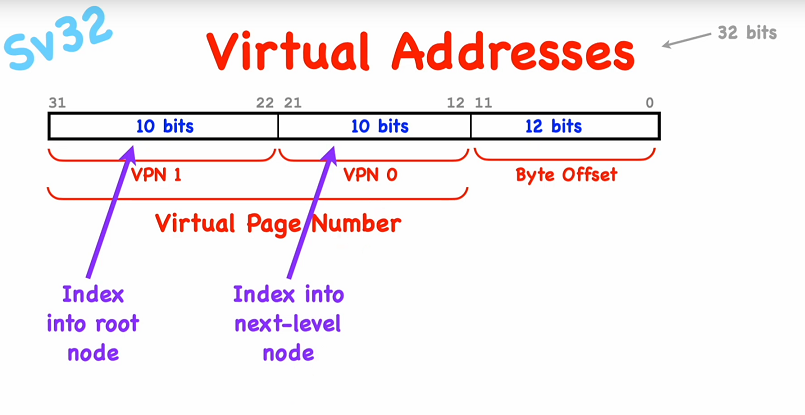 Sv32
Virtual Addresses
32 bits
31 22 21 12 11 0
10 bits 10 bits 12 bits
VPN 1 VPN 0 Byte Offset
Virtual Page Number
Index
into root
node
Index into
next-level
node